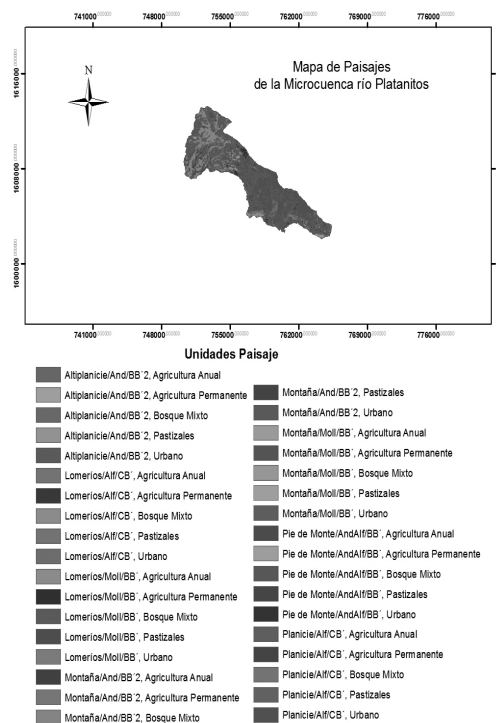 741000 748000 755000 762000 769000 776000
Mapa de Paisajes
de la Microcuenca río Platanitos
N
1616000
1608000
1600000
741000 748000 755000 762000 769000 776000
Unidades Paisaje
Altiplanicie/And/BB´2, Agricultura Anual
Altiplanicie/And/BB´2, Agricultura Permanente
Altiplanicie/And/BB´2, Bosque Mixto
Altiplanicie/And/BB´2, Pastizales
Altiplanicie/And/BB´2, Urbano
Lomeríos/Alf/CB´, Agricultura Anual
Lomeríos/Alf/CB´, Agricultura Permanente
Lomeríos/Alf/CB´, Bosque Mixto
Lomeríos/Alf/CB´, Pastizales
Lomeríos/Alf/CB´, Urbano
Lomeríos/Moll/BB´, Agricultura Anual
Lomeríos/Moll/BB´, Agricultura Permanente
Lomeríos/Moll/BB´, Bosque Mixto
Lomeríos/Moll/BB´, Pastizales
Lomeríos/Moll/BB´, Urbano
Montaña/And/BB´2, Agricultura Anual
Montaña/And/BB´2, Agricultura Permanente
Montaña/And/BB´2, Bosque Mixto
Montaña/And/BB´2, Pastizales
Montaña/And/BB´2, Urbano
Montaña/Moll/BB´, Agricultura Anual
Montaña/Moll/BB´, Agricultura Permanente
Montaña/Moll/BB´, Bosque Mixto
Montaña/Moll/BB´, Pastizales
Montaña/Moll/BB´, Urbano
Pie de Monte/AndAlf/BB´, Agricultura Anual
Pie de Monte/AndAlf/BB´, Agricultura Permanente
Pie de Monte/AndAlf/BB´, Bosque Mixto
Pie de Monte/AndAlf/BB´, Pastizales
Pie de Monte/AndAlf/BB´, Urbano
Planicie/Alf/CB´, Agricultura Anual
Planicie/Alf/CB´, Agricultura Permanente
Planicie/Alf/CB´, Bosque Mixto
Planicie/Alf/CB´, Pastizales
Planicie/Alf/CB´, Urbano